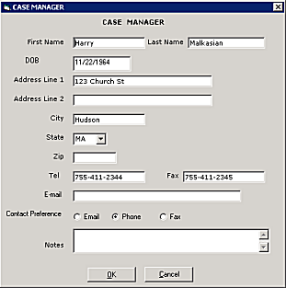 CASE MANAGER
CASE MANAGER
First Name Harry Last Name Malkasian
DOB 11/22/1964
Address Line 1 123 Church St
Address Line 2
City Hudson
State MA
Zip
Tel 755-411-2344 Fax 755-411-2345
E-mail
Contact Preference Email Phone Fax
Notes
OK Cancel